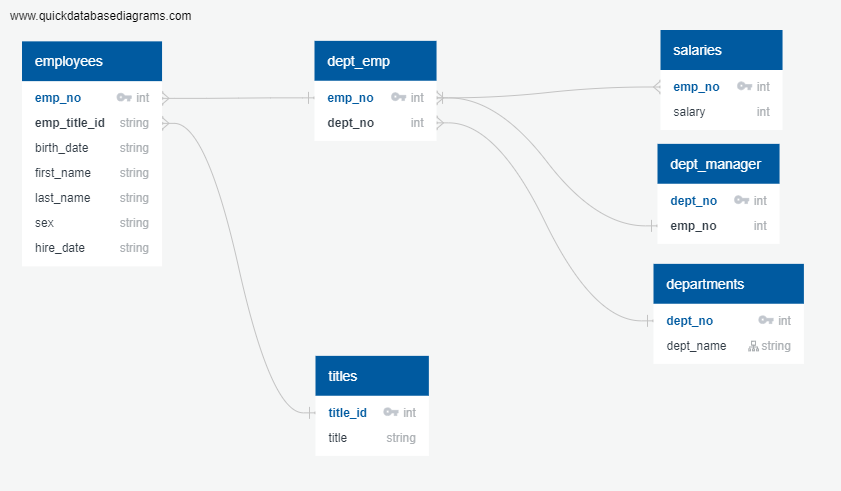 www.quickdatabasediagrams.com
employees
emp_no int
emp_title_id string
birth_date string
first_name string
last_name string
sex string
hire_date string
dept_emp
emp_no int
dept_no int
salaries
emp_no int
salary int
dept_manager
dept_no int
emp_no int
departments
dept_no int
dept_name string
titles
title_id int
title string